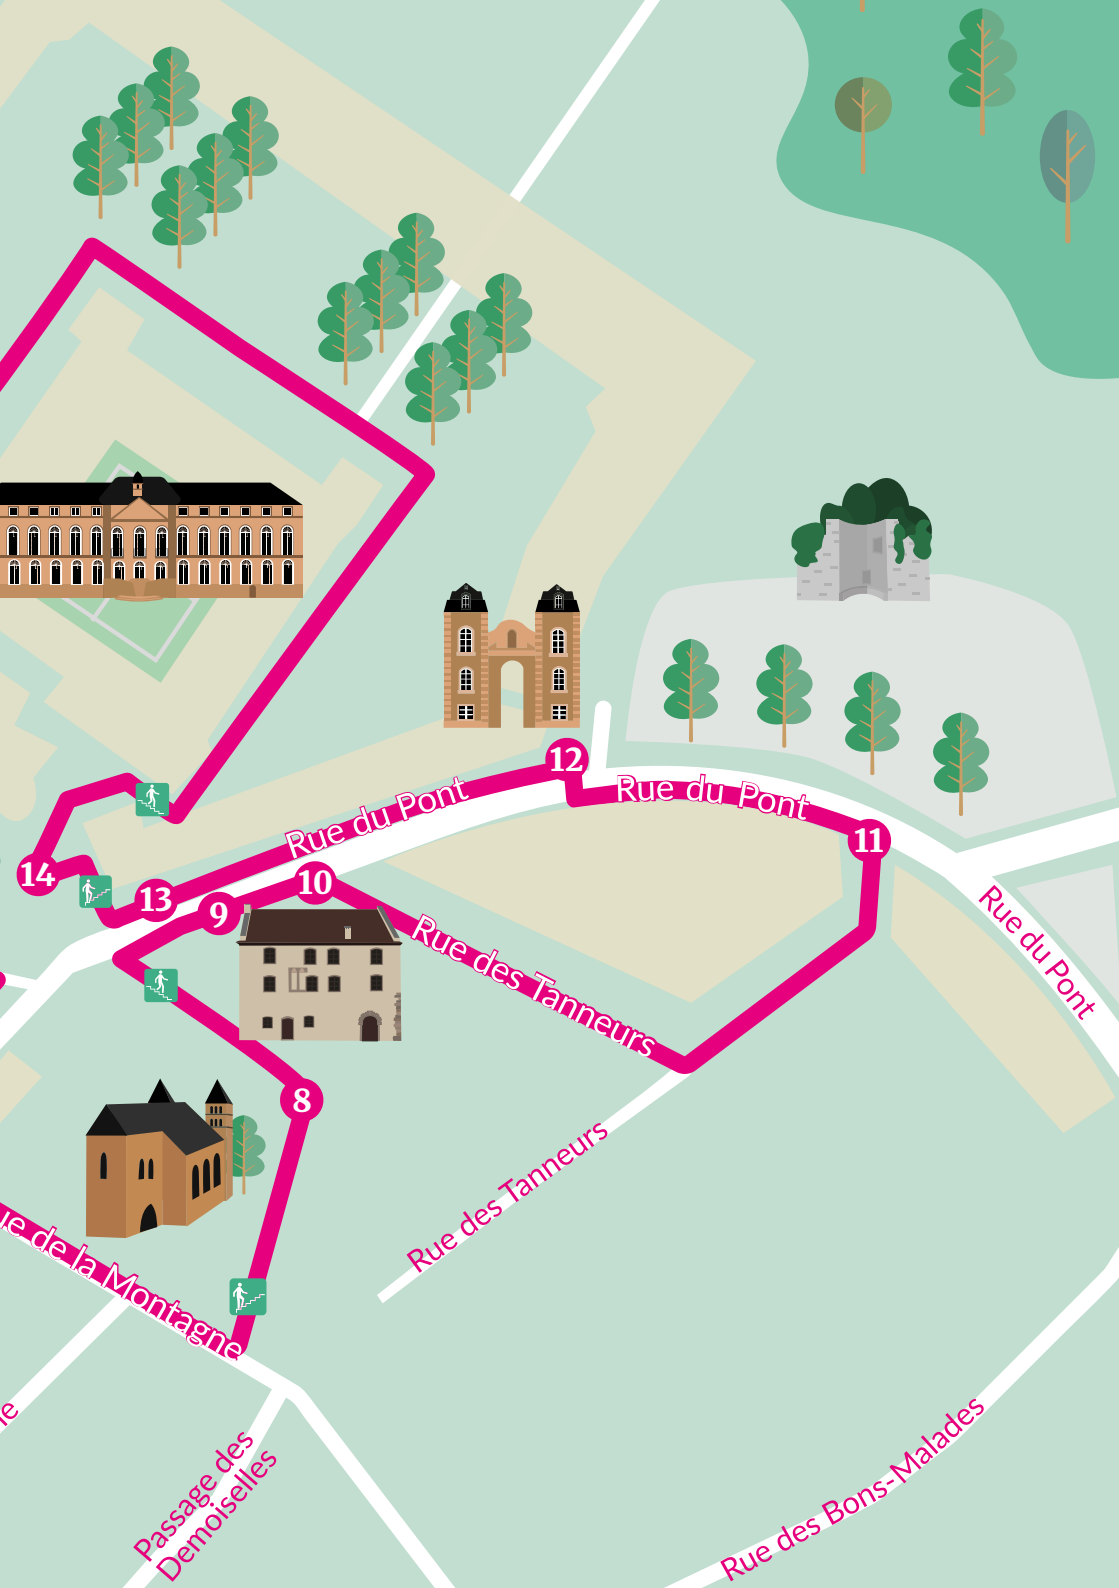 12
Rue du Pont
Rue du Pont
11
14
10
13
9
Rue du Pont
Rue des Tanneurs
8
Rue des Tanneurs
de la Montagne
Passage des
Demoiselles
Rue des Bons-Malades